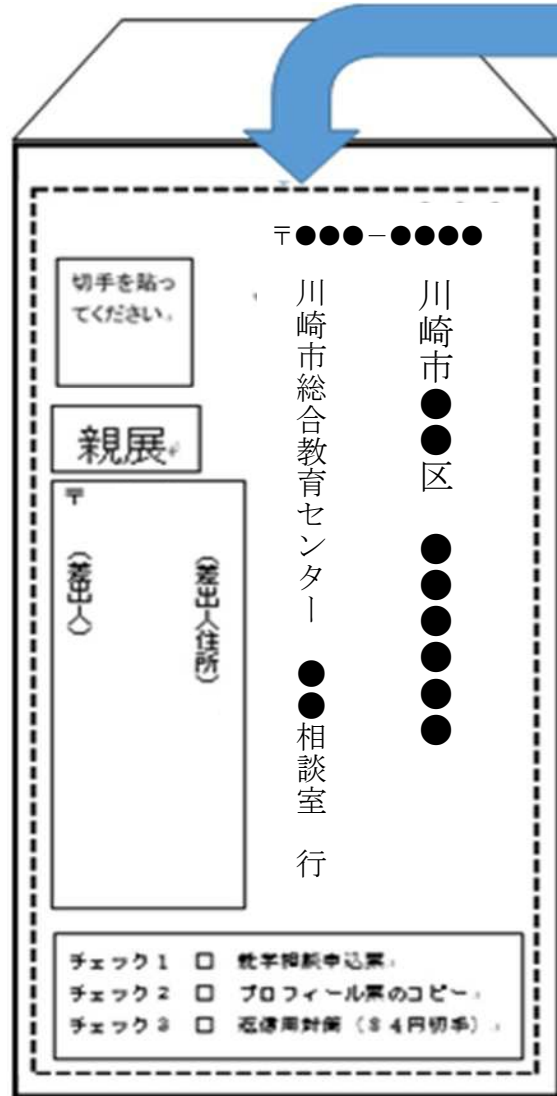 〒●●●－●●●●
川崎市●●区　●●●●●●
川崎市総合教育センター　●●相談室　行
切手を貼っ
てください。
親展
〒
（差出人住所）
（差出人）
チェック1　□　就学相談申込票
チェック2　□　プロフィール票のコピー
チェック3　□　返信用封筒（84円切手）